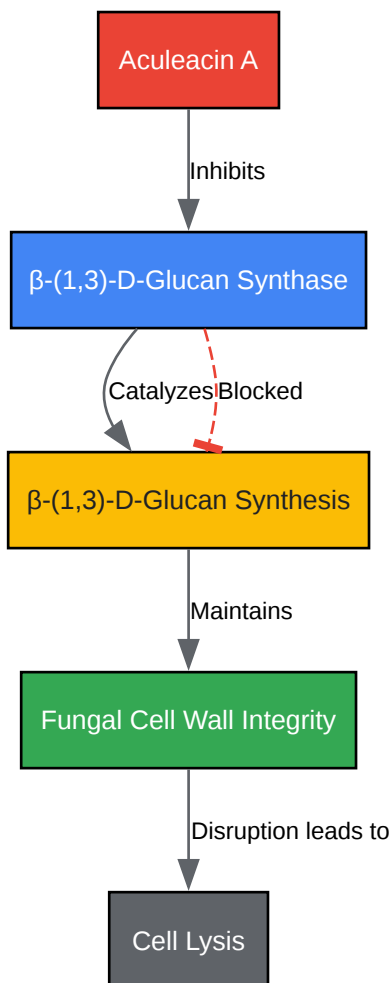 Aculeacin A
Inhibits
β-(1,3)-D-Glucan Synthase
Catalyzes
Blocked
β-(1,3)-D-Glucan Synthesis
Maintains
Fungal Cell Wall Integrity
Disruption leads to
Cell Lysis